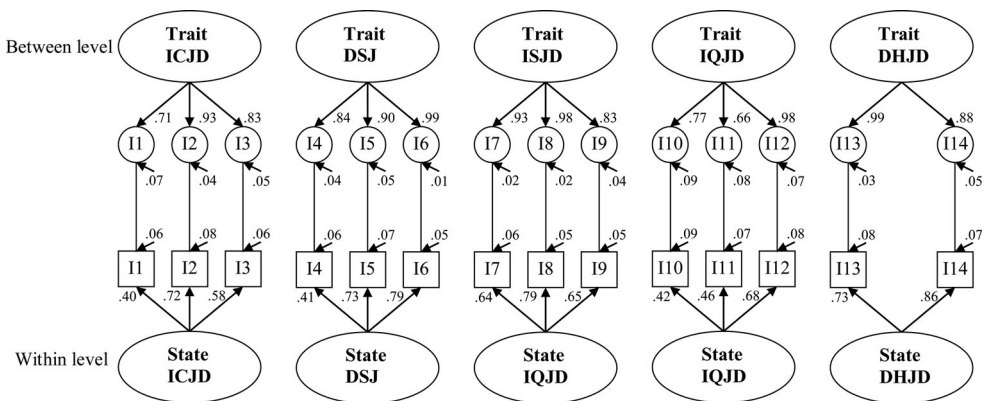 Between level
Trait ICJD
Trait DSJ
Trait ISJD
Trait IQJD
Trait DHJD
.71 .93 .83
.84 .90 .99
.93 .98 .83
.77 .66 .98
.99 .88
I1 I2 I3 I4 I5 I6 I7 I8 I9 I10 I11 I12 I13 I14
.07 .04 .05
.04 .05 .01
.02 .02 .04
.09 .08 .07
.03 .05
.06 .08 .06
.06 .07 .05
.06 .05 .05
.09 .07 .08
.08 .07
I1 I2 I3 I4 I5 I6 I7 I8 I9 I10 I11 I12 I13 I14
.40 .72 .58
.41 .73 .79
.64 .79 .65
.42 .46 .68
.73 .86
Within level
State ICJD
State DSJ
State IQJD
State IQJD
State DHJD